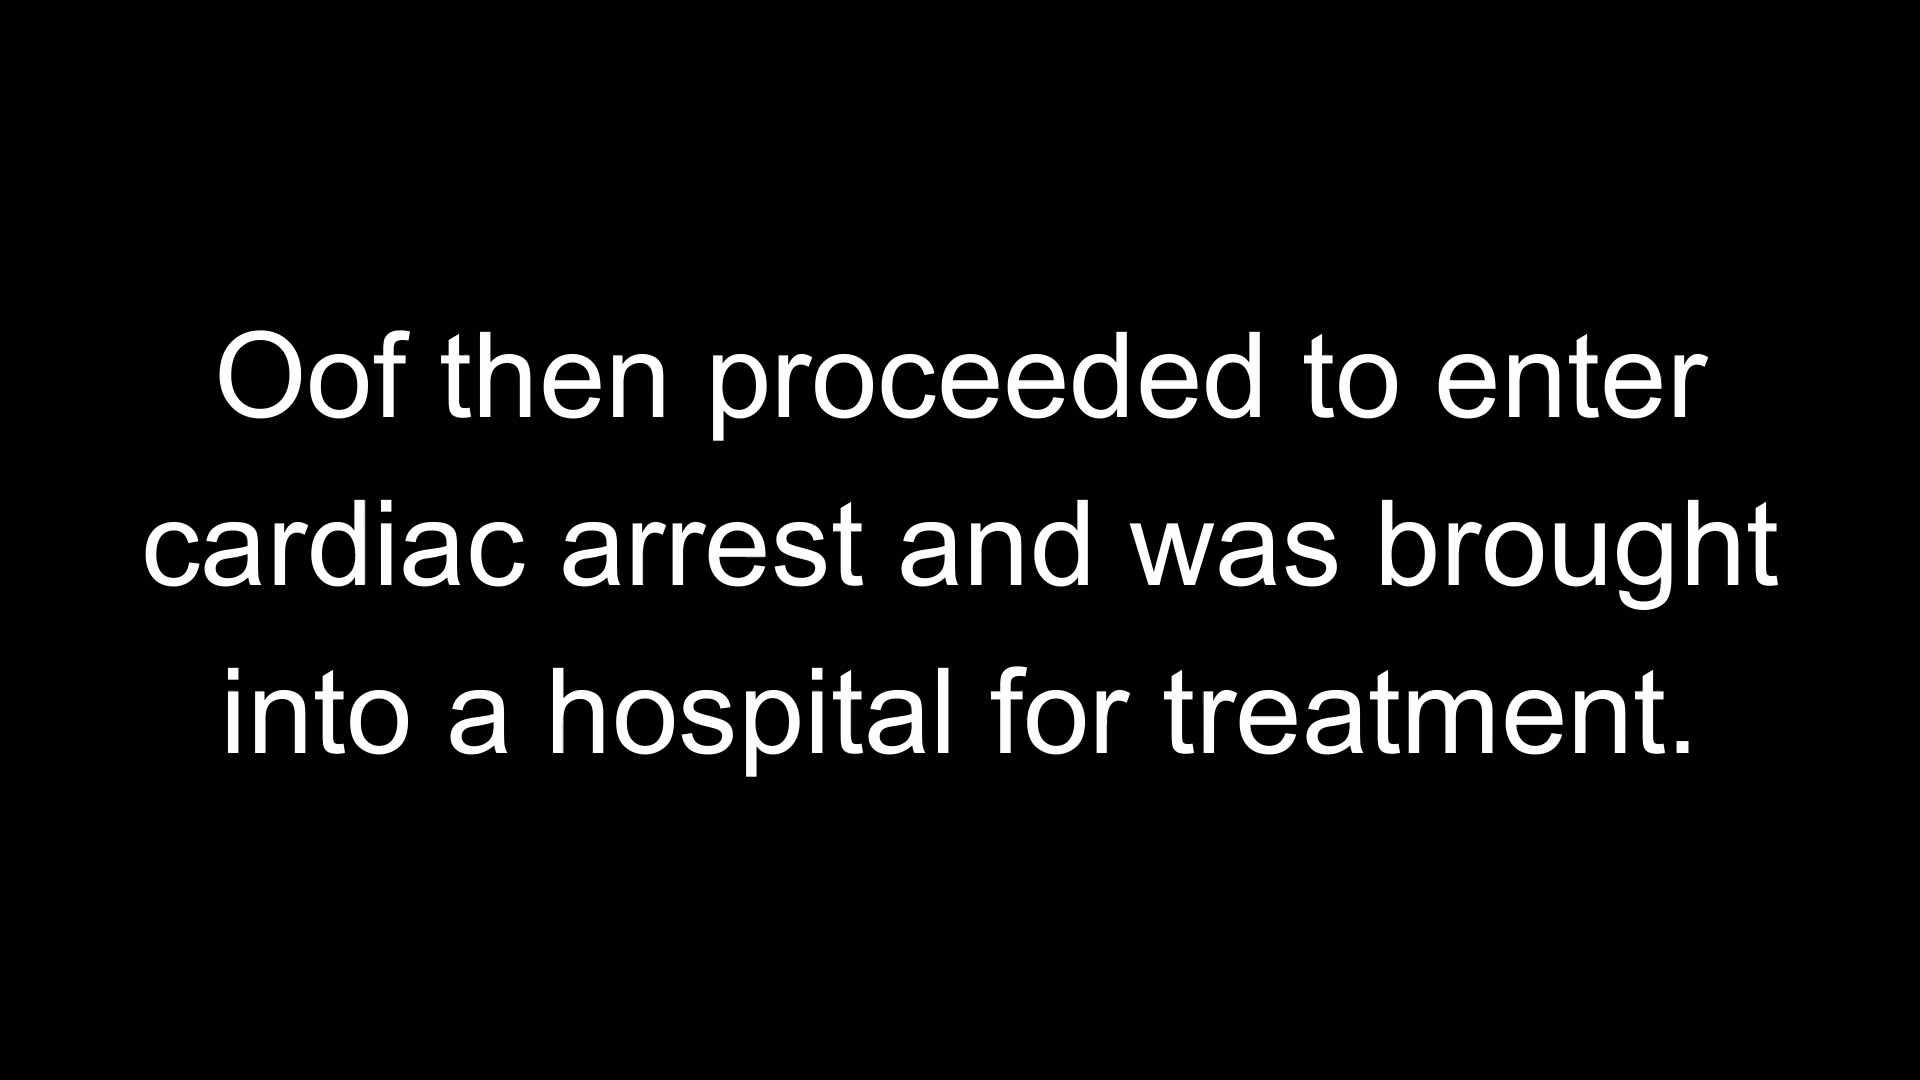 Oof then proceeded to enter
cardiac arrest and was brought
into a hospital for treatment.